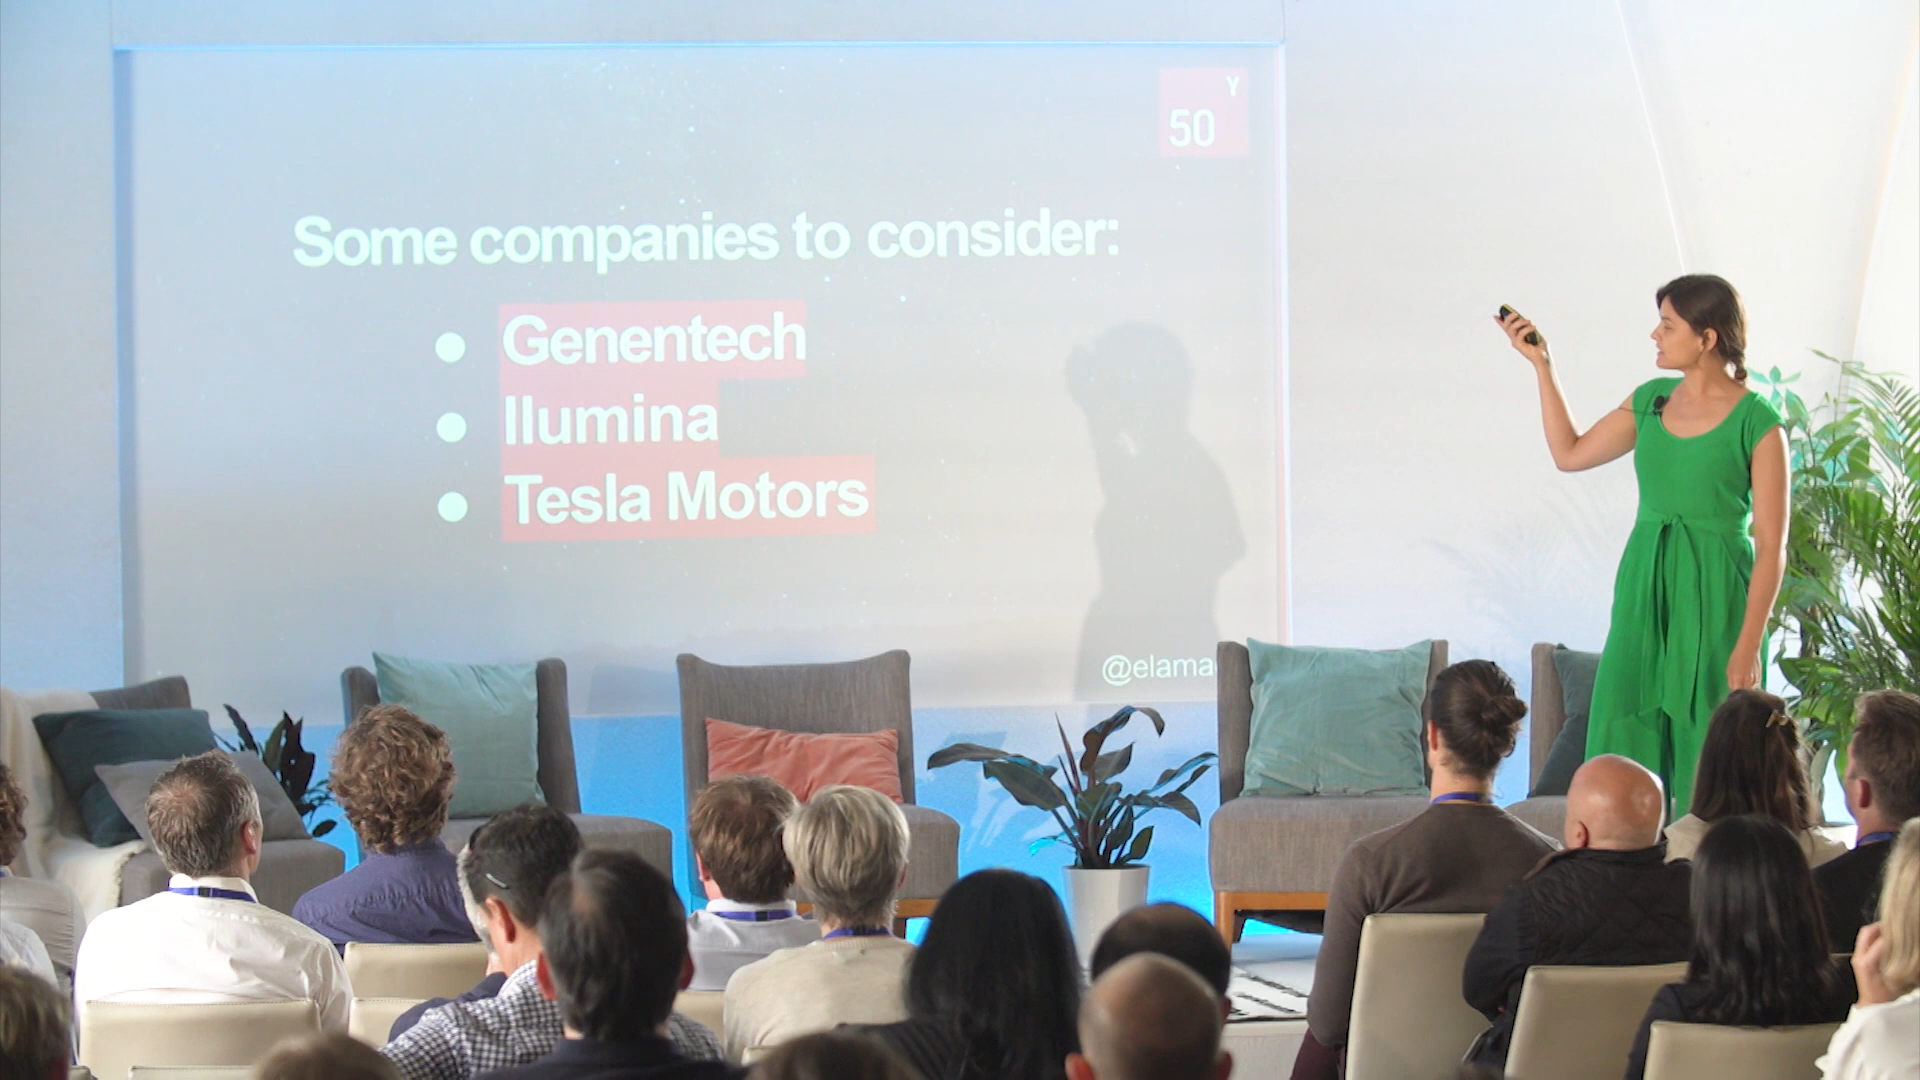 50 Y
Some companies to consider:
Genentech
Ilumina
Tesla Motors
@elama